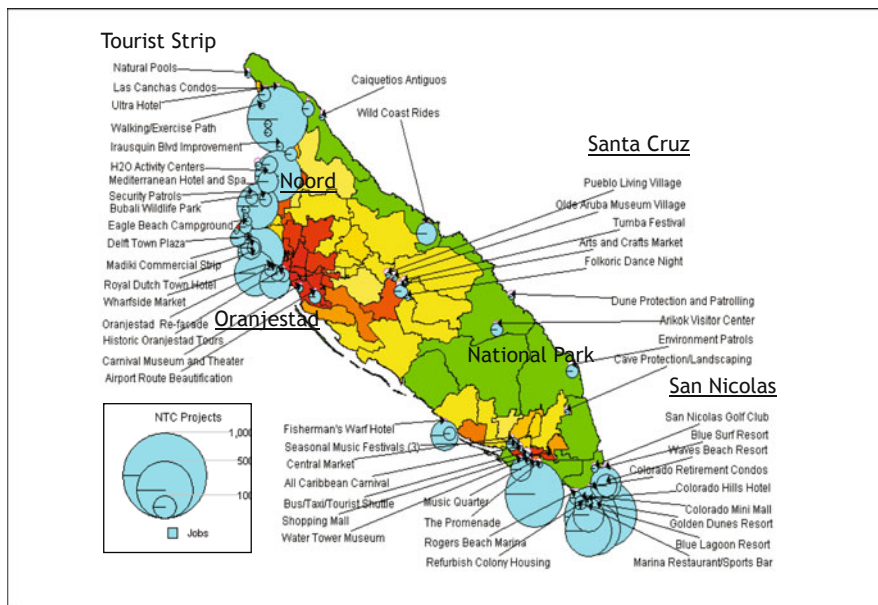 Tourist Strip
Natural Pools
Las Canchas Condos
Ultra Hotel
Walking/Exercise Path
Irausquin Blvd Improvement
H2O Activity Centers
Mediterranean Hotel and Spa
Security Patrols
Bubali Wildlife Park
Eagle Beach Campground
Delft Town Plaza
Madiki Commercial Strip
Royal Dutch Town Hotel
Wharfside Market
Oranjestad Re-facade
Historic Oranjestad Tours
Carnival Museum and Theater
Airport Route Beautification
Caiquetios Antiguos
Wild Coast Rides
Noord
Oranjestad
Santa Cruz
Pueblo Living Village
Olde Aruba Museum Village
Tumba Festival
Arts and Crafts Market
Folkoric Dance Night
Dune Protection and Patrolling
Arikok Visitor Center
Environment Patrols
National Park
Cave Protection/Landscaping
San Nicolas
San Nicolas Golf Club
Blue Surf Resort
Waves Beach Resort
Colorado Retirement Condos
Colorado Hills Hotel
Colorado Mini Mall
Golden Dunes Resort
Blue Lagoon Resort
Marina Restaurant/Sports Bar
Fisherman's Warf Hotel
Seasonal Music Festivals (3)
Central Market
All Caribbean Carnival
Bus/Taxi/Tourist Shuttle
Shopping Mall
Water Tower Museum
Music Quarter
The Promenade
Rogers Beach Marina
Refurbish Colony Housing
NTC Projects
1,000
500
100
Jobs